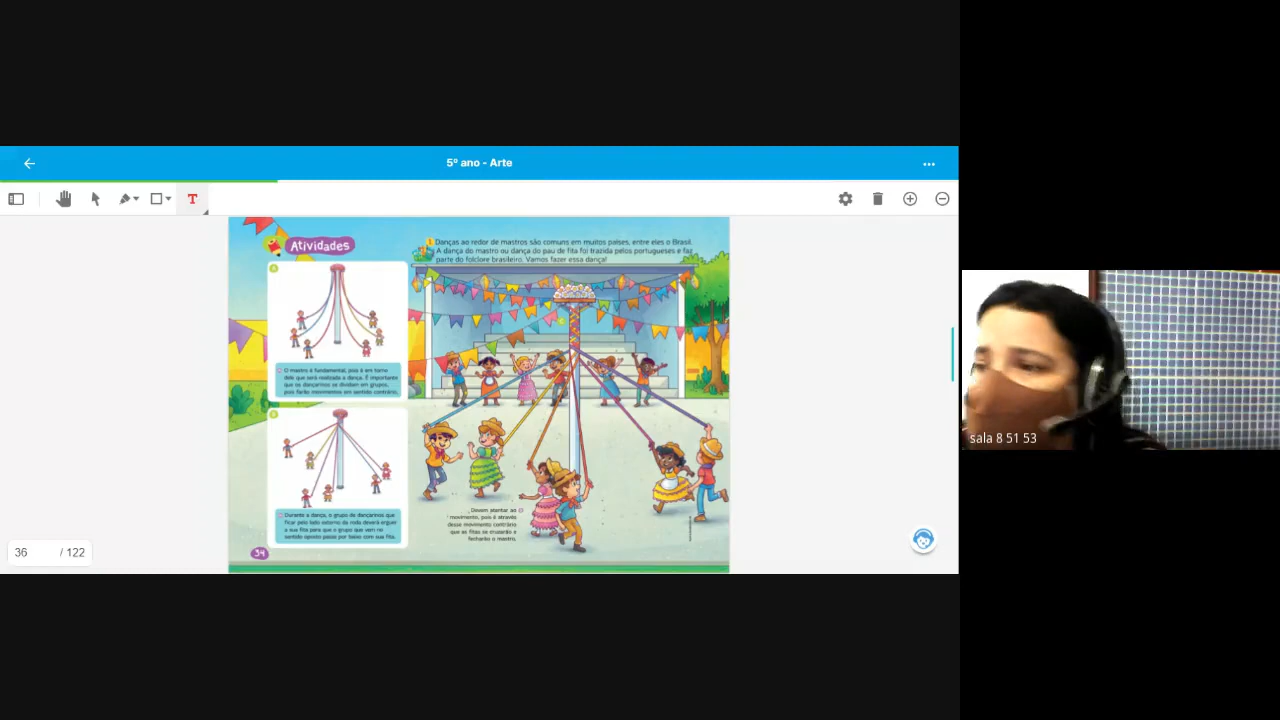 5º ano - Arte
T
Atividades
1 Danças ao redor de mastros são comuns em muitos países, entre eles o Brasil.
A dança do mastro ou dança do pau de fita foi trazida pelos portugueses e faz
parte do folclore brasileiro. Vamos fazer essa dança!
O mastro é fundamental, pois é em torno
dele que será realizada a dança. É importante
que os dançarinos se dividam em grupos,
pois farão movimentos em sentido contrário.
Durante a dança, o grupo de dançarinos que
ficar pelo lado externo da roda deverá erguer
a sua fita para que o grupo que vem no
sentido oposto passe por baixo com sua fita.
ao
movimento, pois é através
desse movimento contrário
que as fitas se cruzarão e
fecharão o mastro.
34
36 / 122
sala 8 51 53